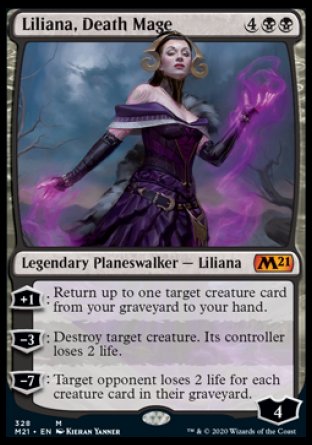 Liliana, Death Mage 4
Legendary Planeswalker — Liliana M21
+1: Return up to one target creature card
from your graveyard to your hand.
−3: Destroy target creature. Its controller
loses 2 life.
−7: Target opponent loses 2 life for each
creature card in their graveyard.
4
328 M
M21 • EN Kieran Tanner ™ & © 2020 Wizards of the Coast